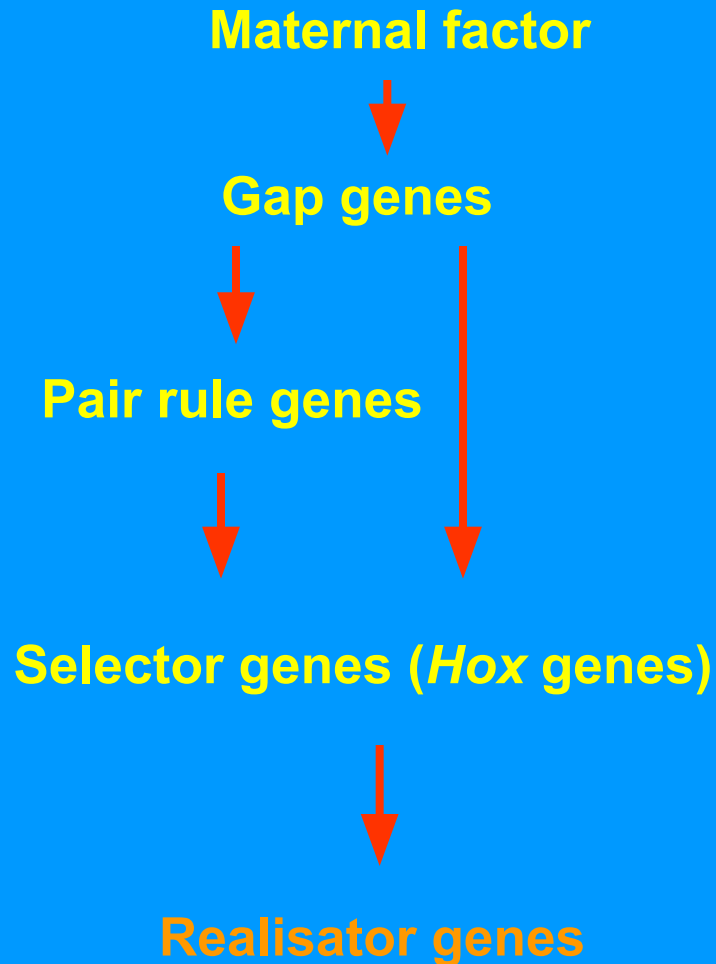 Maternal factor
Gap genes
Pair rule genes
Selector genes (Hox genes)
Realisator genes